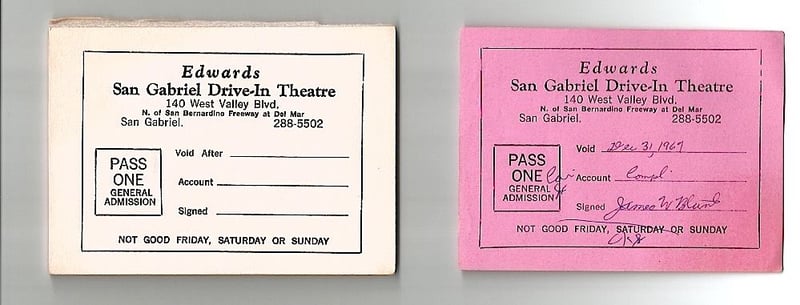 Edwards
San Gabriel Drive-In Theatre
140 West Valley Blvd,
N. of San Bernardino Freeway at Del Mar
San Gabriel. 288-5502
PASS
ONE
GENERAL
ADMISSION
Void After
Account
Signed
NOT GOOD FRIDAY, SATURDAY OR SUNDAY
Edwards
San Gabriel Drive-In Theatre
140 West Valley Blvd,
N. of San Bernardino Freeway at Del Mar
San Gabriel. 288-5502
PASS
ONE
GENERAL
ADMISSION
Void Dec 31, 1967
Account Compl.
Signed James W Blunt
NOT GOOD FRIDAY, SATURDAY OR SUNDAY